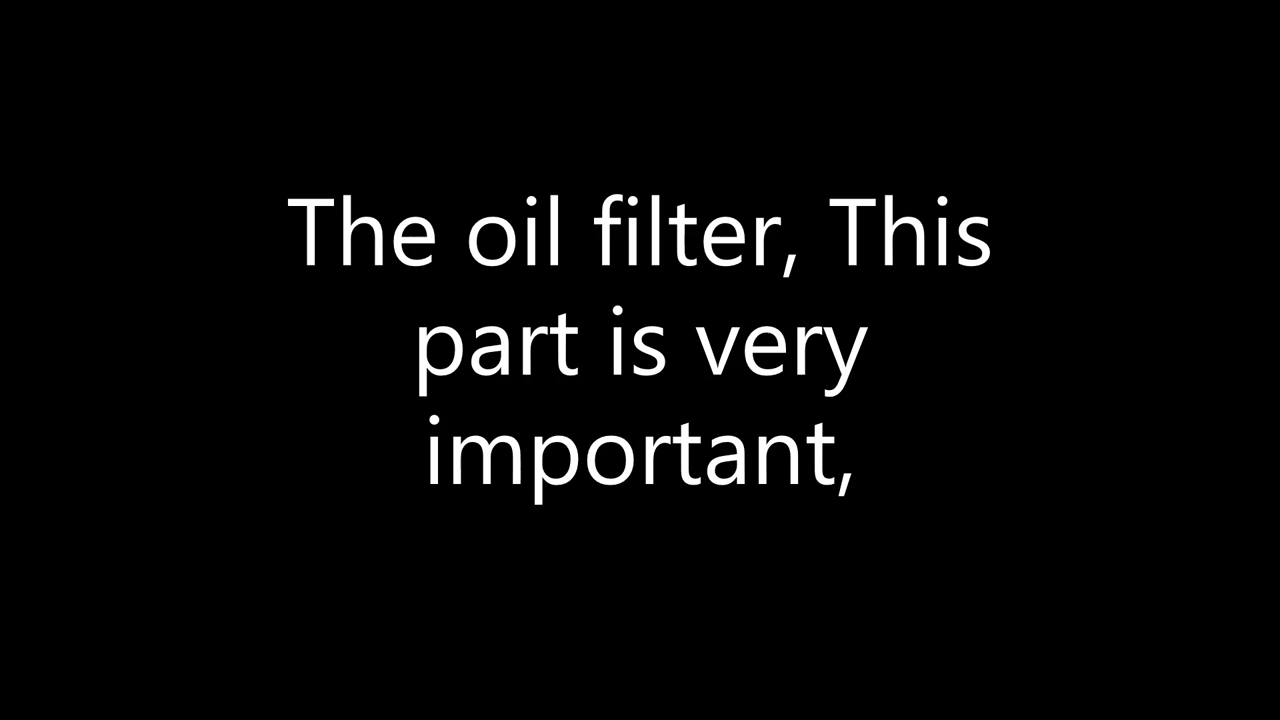 The oil filter, This
part is very
important,